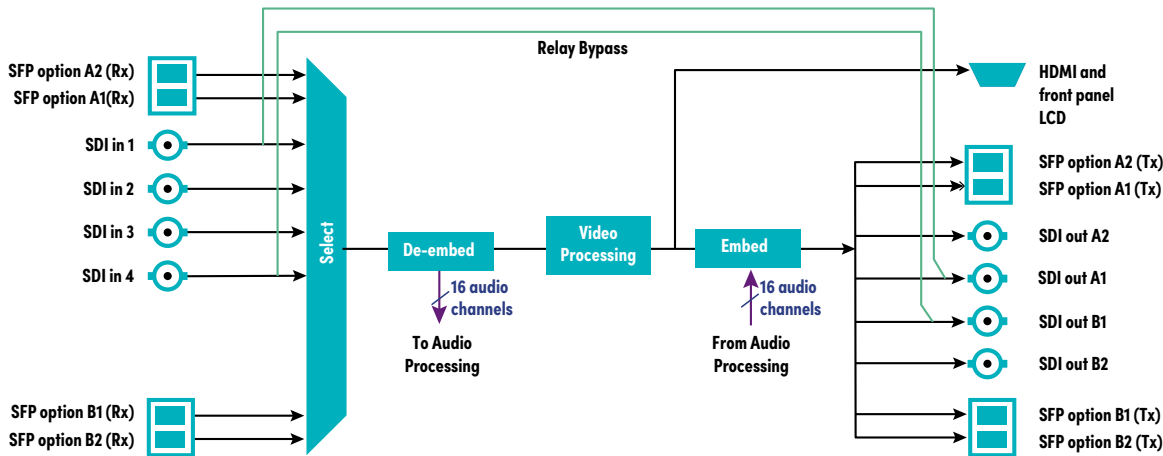 Relay Bypass
SFP option A2 (Rx)
SFP option A1(Rx)
SDI in 1
SDI in 2
SDI in 3
SDI in 4
SFP option B1 (Rx)
SFP option B2 (Rx)
Select
De-embed
16 audio
channels
To Audio
Processing
Video
Processing
Embed
16 audio
channels
From Audio
Processing
HDMI and
front panel
LCD
SFP option A2 (Tx)
SFP option A1 (Tx)
SDI out A2
SDI out A1
SDI out B1
SDI out B2
SFP option B1 (Tx)
SFP option B2 (Tx)